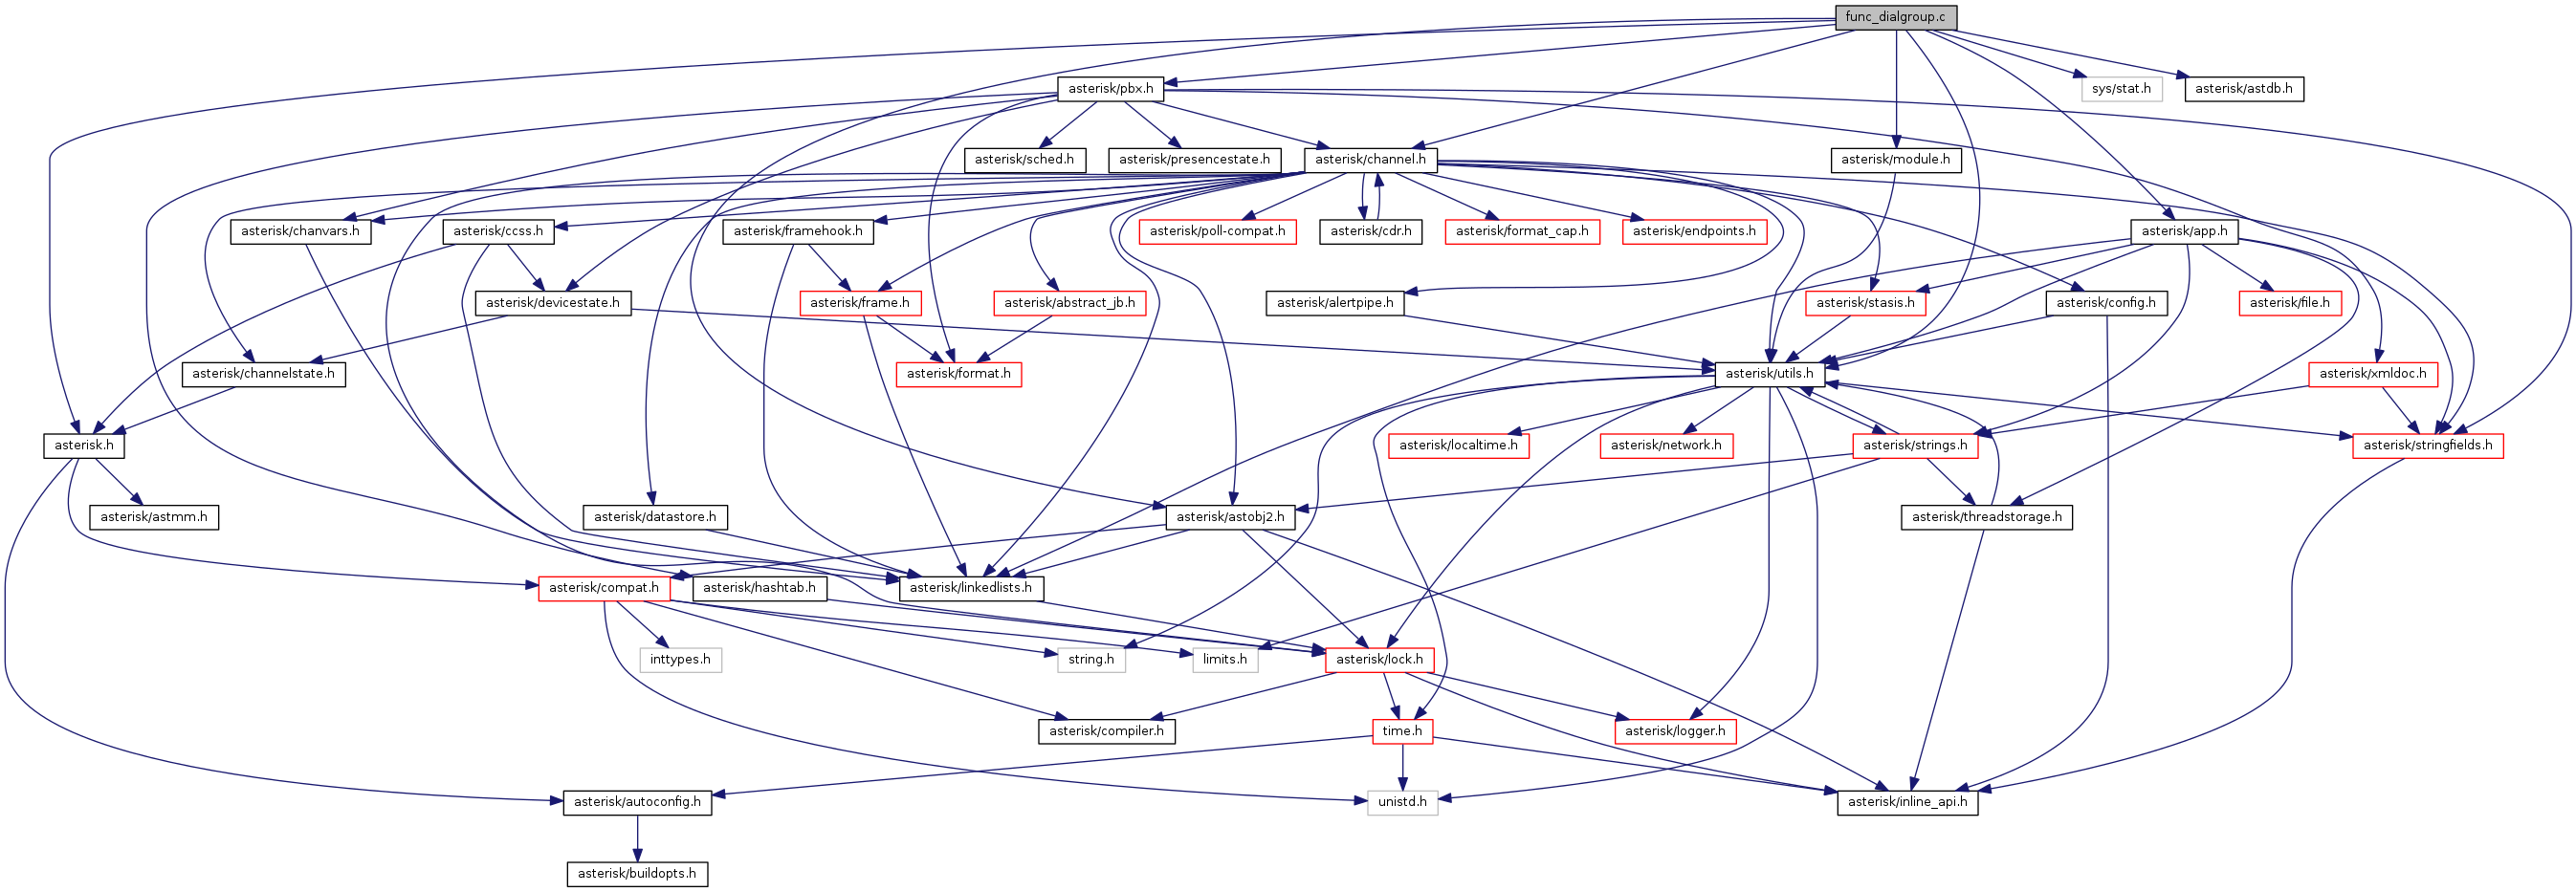 func_dialgroup.c
asterisk/pbx.h
sys/stat.h
asterisk/astdb.h
asterisk/sched.h
asterisk/presencestate.h
asterisk/channel.h
asterisk/module.h
asterisk/chanvars.h
asterisk/ccss.h
asterisk/framehook.h
asterisk/poll-compat.h
asterisk/cdr.h
asterisk/format_cap.h
asterisk/endpoints.h
asterisk/app.h
asterisk/devicestate.h
asterisk/frame.h
asterisk/abstract_jb.h
asterisk/alertpipe.h
asterisk/stasis.h
asterisk/config.h
asterisk/file.h
asterisk/channelstate.h
asterisk/format.h
asterisk/utils.h
asterisk/xmldoc.h
asterisk.h
asterisk/localtime.h
asterisk/network.h
asterisk/strings.h
asterisk/stringfields.h
asterisk/astmm.h
asterisk/datastore.h
asterisk/astobj2.h
asterisk/threadstorage.h
asterisk/compat.h
asterisk/hashtab.h
asterisk/linkedlists.h
inttypes.h
string.h
limits.h
asterisk/lock.h
asterisk/compiler.h
time.h
asterisk/logger.h
asterisk/autoconfig.h
unistd.h
asterisk/inline_api.h
asterisk/buildopts.h